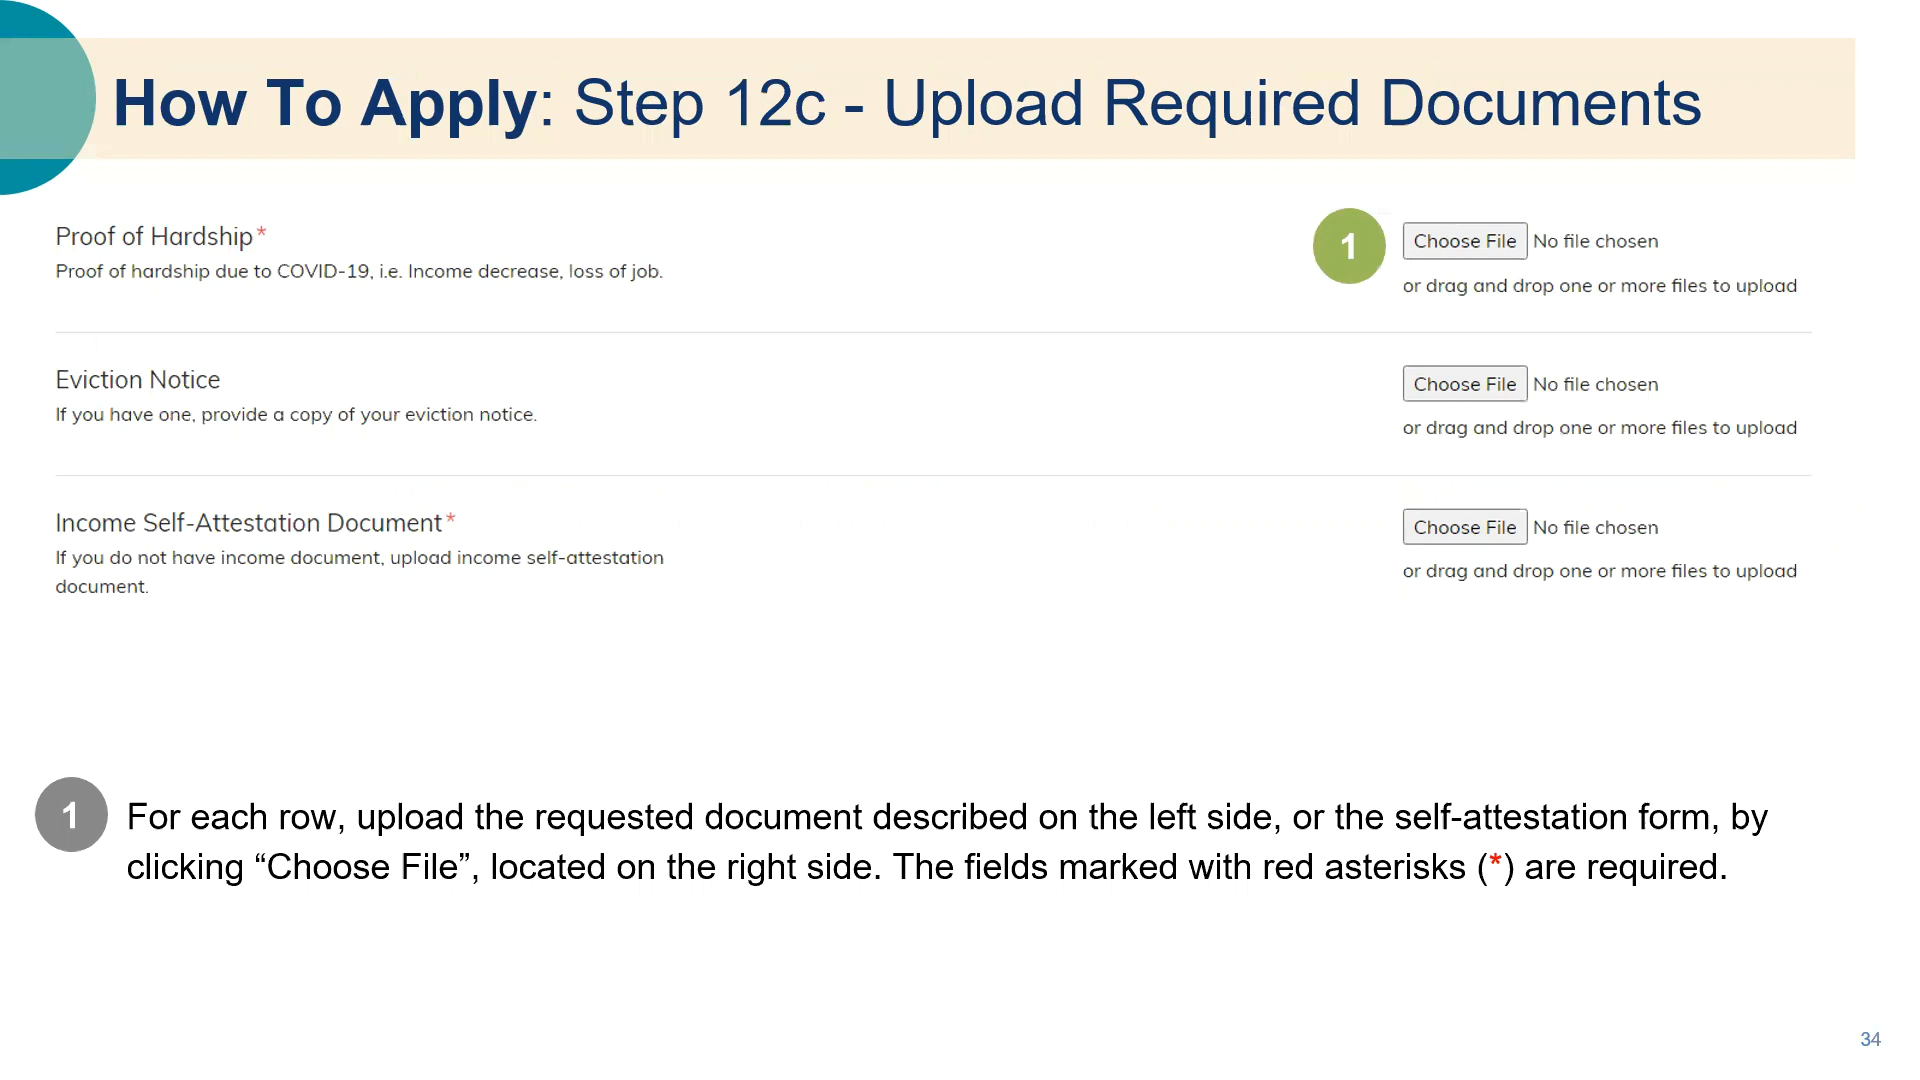 How To Apply: Step 12c - Upload Required Documents
Proof of Hardship*
Proof of hardship due to COVID-19, i.e. Income decrease, loss of job.
1
Choose File No file chosen
or drag and drop one or more files to upload
Eviction Notice
If you have one, provide a copy of your eviction notice.
Choose File No file chosen
or drag and drop one or more files to upload
Income Self-Attestation Document*
If you do not have income document, upload income self-attestation
document.
Choose File No file chosen
or drag and drop one or more files to upload
1
For each row, upload the requested document described on the left side, or the self-attestation form, by
clicking “Choose File”, located on the right side. The fields marked with red asterisks (*) are required.
34